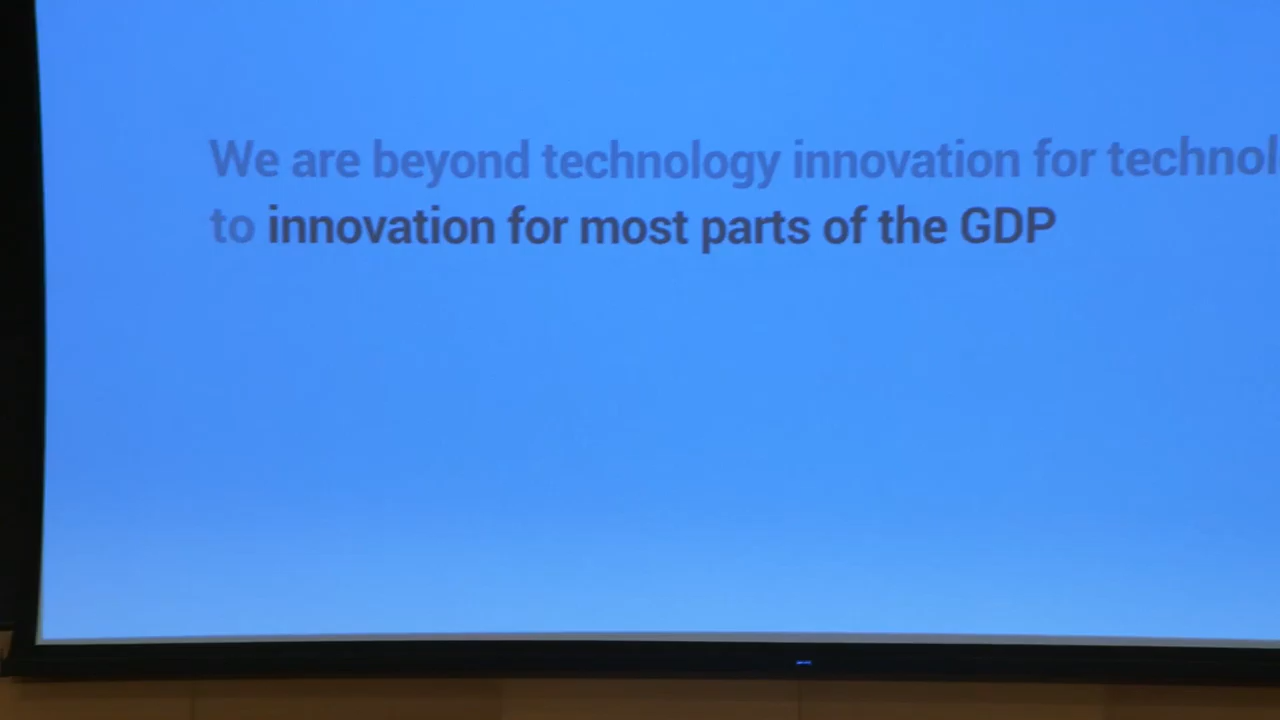 We are beyond technology innovation for technol
to innovation for most parts of the GDP